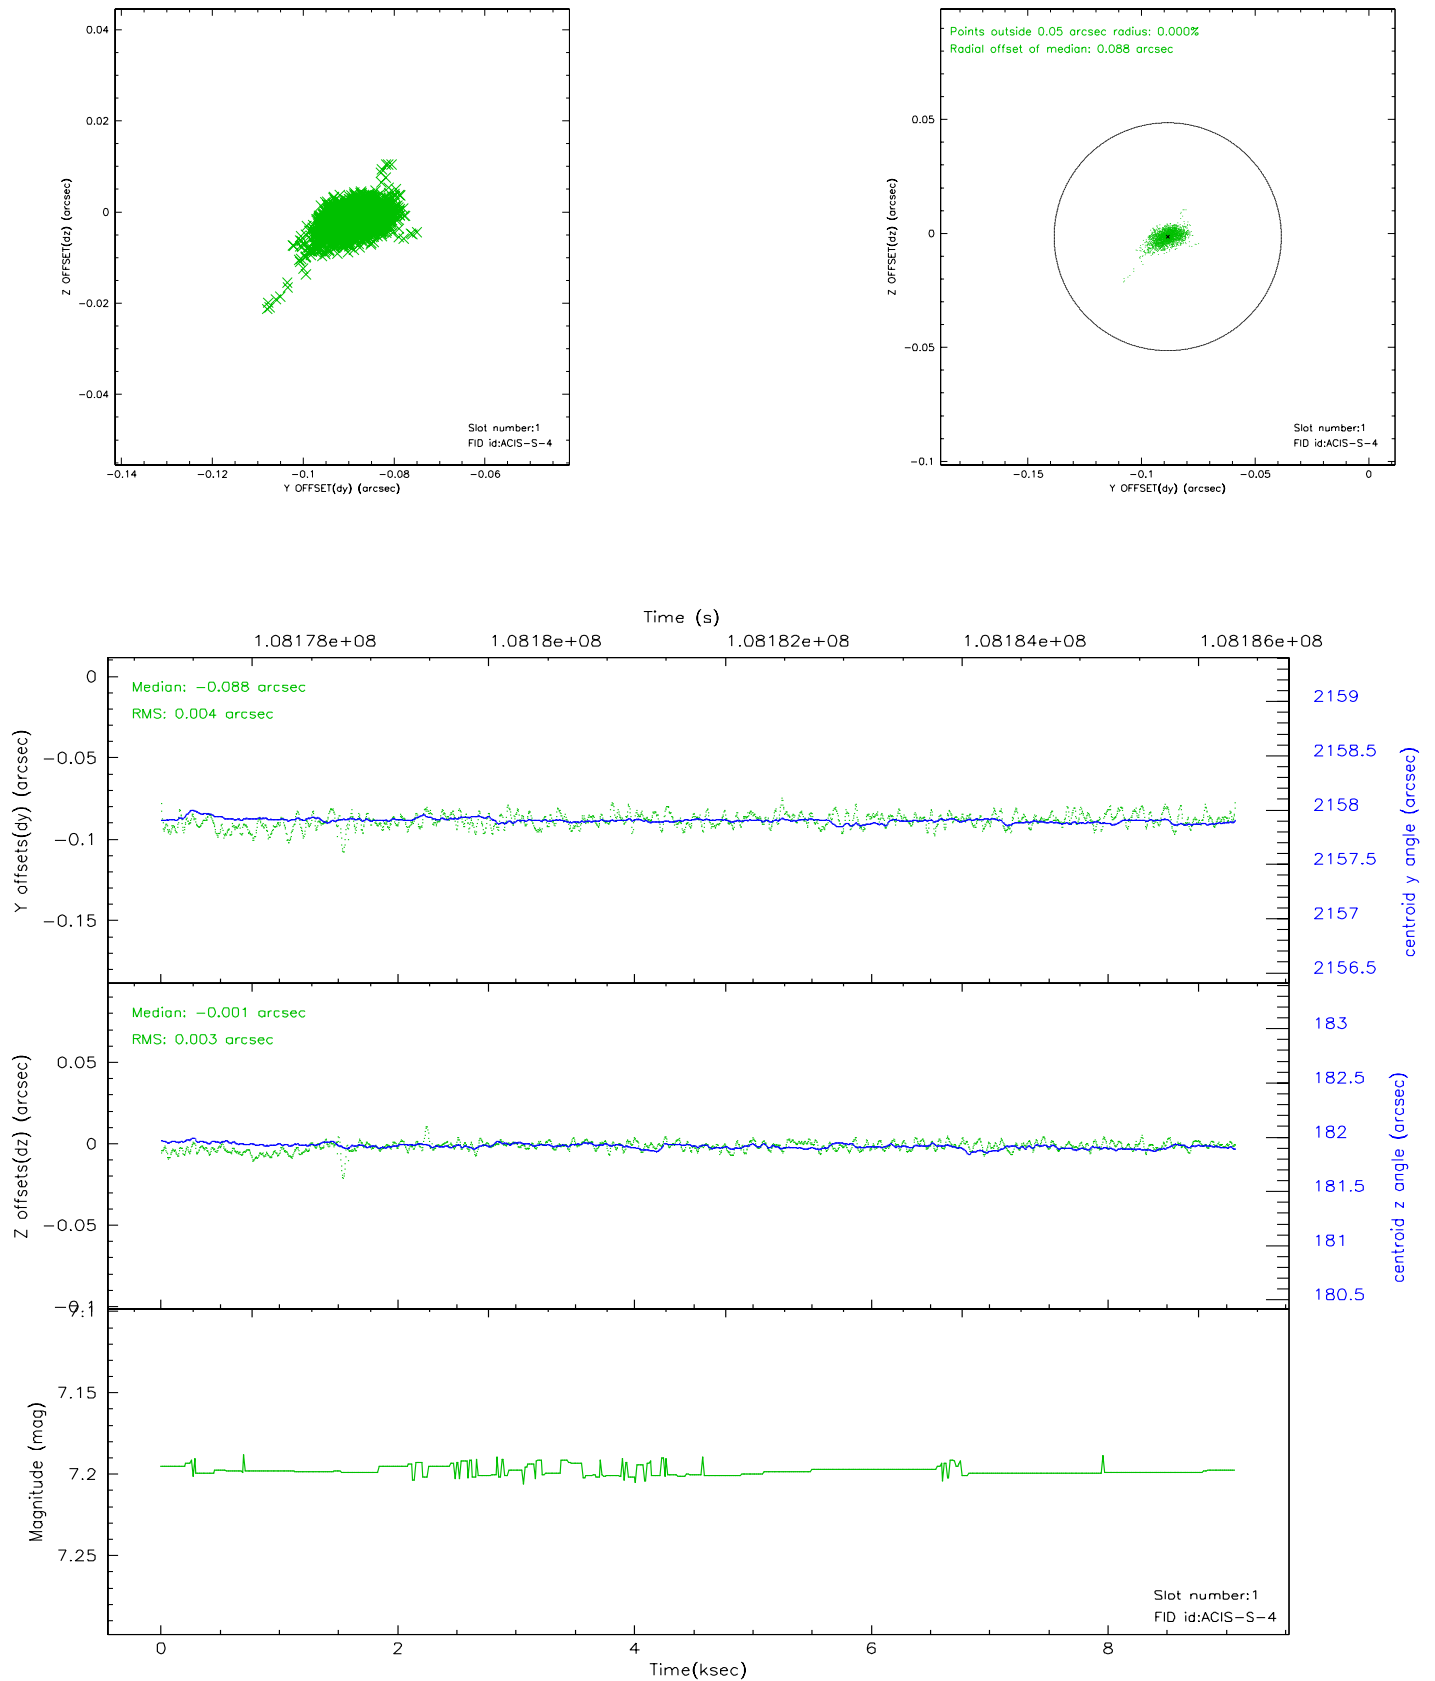 0.04
0.02
0
−0.02
−0.04
Z OFFSET(dz) (arcsec)
Slot number:1
FID id:ACIS−S−4
−0.14
−0.12
−0.1
−0.08
−0.06
Y OFFSET(dy) (arcsec)
Points outside 0.05 arcsec radius: 0.000%
Radial offset of median: 0.088 arcsec
0.05
0
−0.05
−0.1
Z OFFSET(dz) (arcsec)
Slot number:1
FID id:ACIS−S−4
−0.15
−0.1
−0.05
0
Y OFFSET(dy) (arcsec)
Time (s)
1.08178e+08
1.0818e+08
1.08182e+08
1.08184e+08
1.08186e+08
Median: −0.088 arcsec
RMS: 0.004 arcsec
0
−0.05
−0.1
−0.15
Y offsets(dy) (arcsec)
2159
2158.5
2158
2157.5
2157
2156.5
centroid y angle (arcsec)
Median: −0.001 arcsec
RMS: 0.003 arcsec
0.05
0
−0.05
−0.1
Z offsets(dz) (arcsec)
183
182.5
182
181.5
181
180.5
centroid z angle (arcsec)
7.1
7.15
7.2
7.25
Magnitude (mag)
Slot number:1
FID id:ACIS−S−4
0
2
4
6
8
Time(ksec)